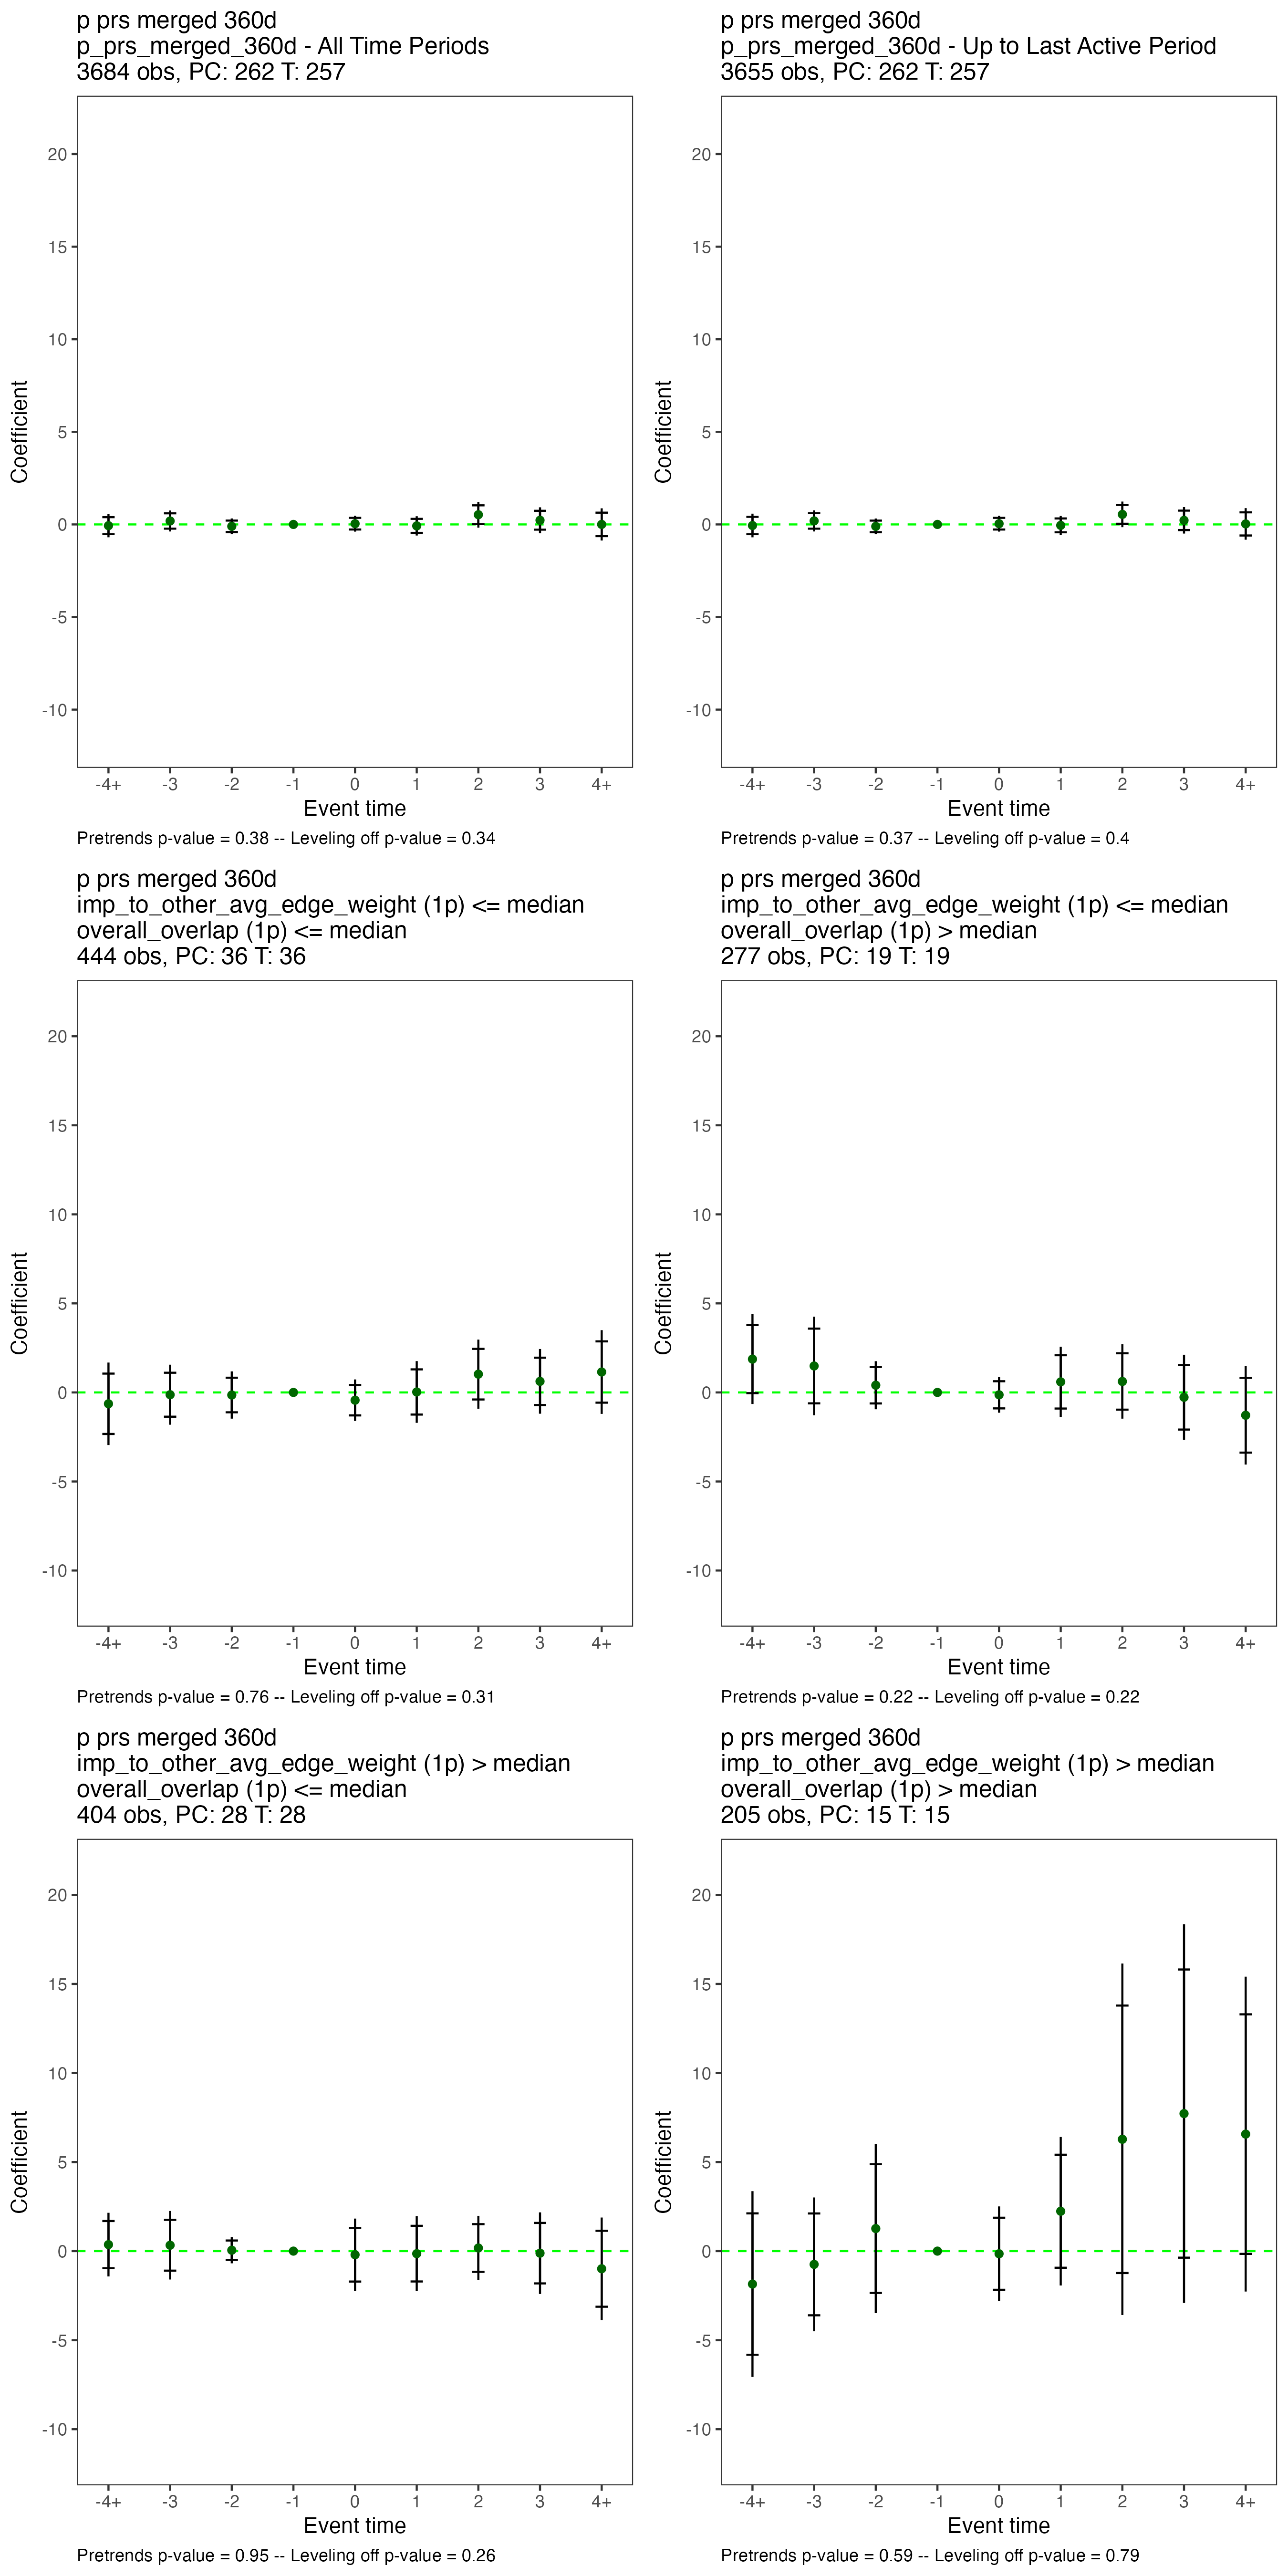 p prs merged 360d
p_prs_merged_360d - All Time Periods
3684 obs, PC: 262 T: 257
20
15
10
5
0
-5
-10
Coefficient
-4+ -3 -2 -1 0 1 2 3 4+
Event time
Pretrends p-value = 0.38 -- Leveling off p-value = 0.34
p prs merged 360d
p_prs_merged_360d - Up to Last Active Period
3655 obs, PC: 262 T: 257
20
15
10
5
0
-5
-10
Coefficient
-4+ -3 -2 -1 0 1 2 3 4+
Event time
Pretrends p-value = 0.37 -- Leveling off p-value = 0.4
p prs merged 360d
imp_to_other_avg_edge_weight (1p) <= median
overall_overlap (1p) <= median
444 obs, PC: 36 T: 36
20
15
10
5
0
-5
-10
Coefficient
-4+ -3 -2 -1 0 1 2 3 4+
Event time
Pretrends p-value = 0.76 -- Leveling off p-value = 0.31
p prs merged 360d
imp_to_other_avg_edge_weight (1p) <= median
overall_overlap (1p) > median
277 obs, PC: 19 T: 19
20
15
10
5
0
-5
-10
Coefficient
-4+ -3 -2 -1 0 1 2 3 4+
Event time
Pretrends p-value = 0.22 -- Leveling off p-value = 0.22
p prs merged 360d
imp_to_other_avg_edge_weight (1p) > median
overall_overlap (1p) <= median
404 obs, PC: 28 T: 28
20
15
10
5
0
-5
-10
Coefficient
-4+ -3 -2 -1 0 1 2 3 4+
Event time
Pretrends p-value = 0.95 -- Leveling off p-value = 0.26
p prs merged 360d
imp_to_other_avg_edge_weight (1p) > median
overall_overlap (1p) > median
205 obs, PC: 15 T: 15
20
15
10
5
0
-5
-10
Coefficient
-4+ -3 -2 -1 0 1 2 3 4+
Event time
Pretrends p-value = 0.59 -- Leveling off p-value = 0.79